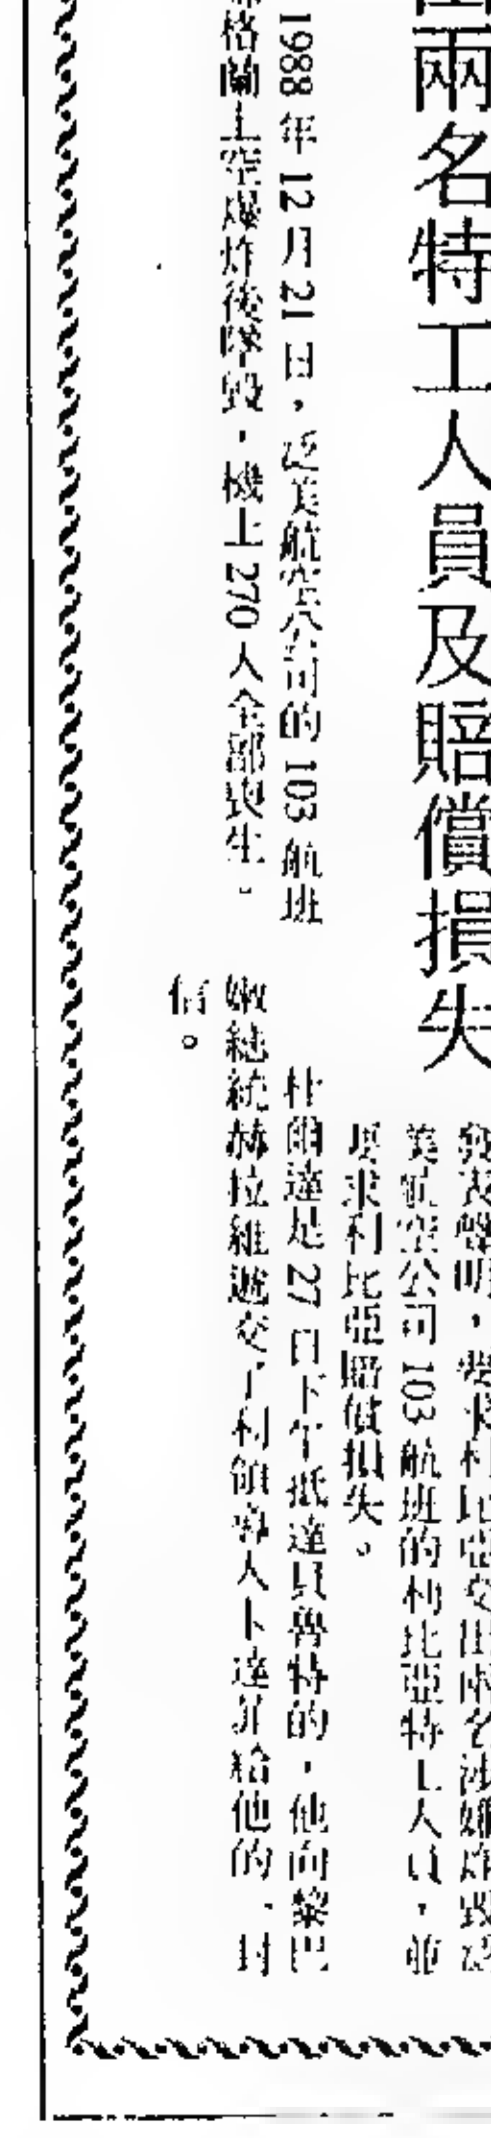 兩名特工人員及賠償損失
1988年12月21日，泛美航空公司的103航班
格蘭上空爆炸後墜毀，機上270人全部喪生。
發表聲明，要求利比亞交出兩名涉嫌炸毀泛
美航空公司103航班的利比亞特工人員，並
要求利比亞賠償損失。
杜爾達是27日下午抵達貝魯特的，他向黎巴
嫩總統赫拉維遞交了利領導人卡達菲給他的一封
信。